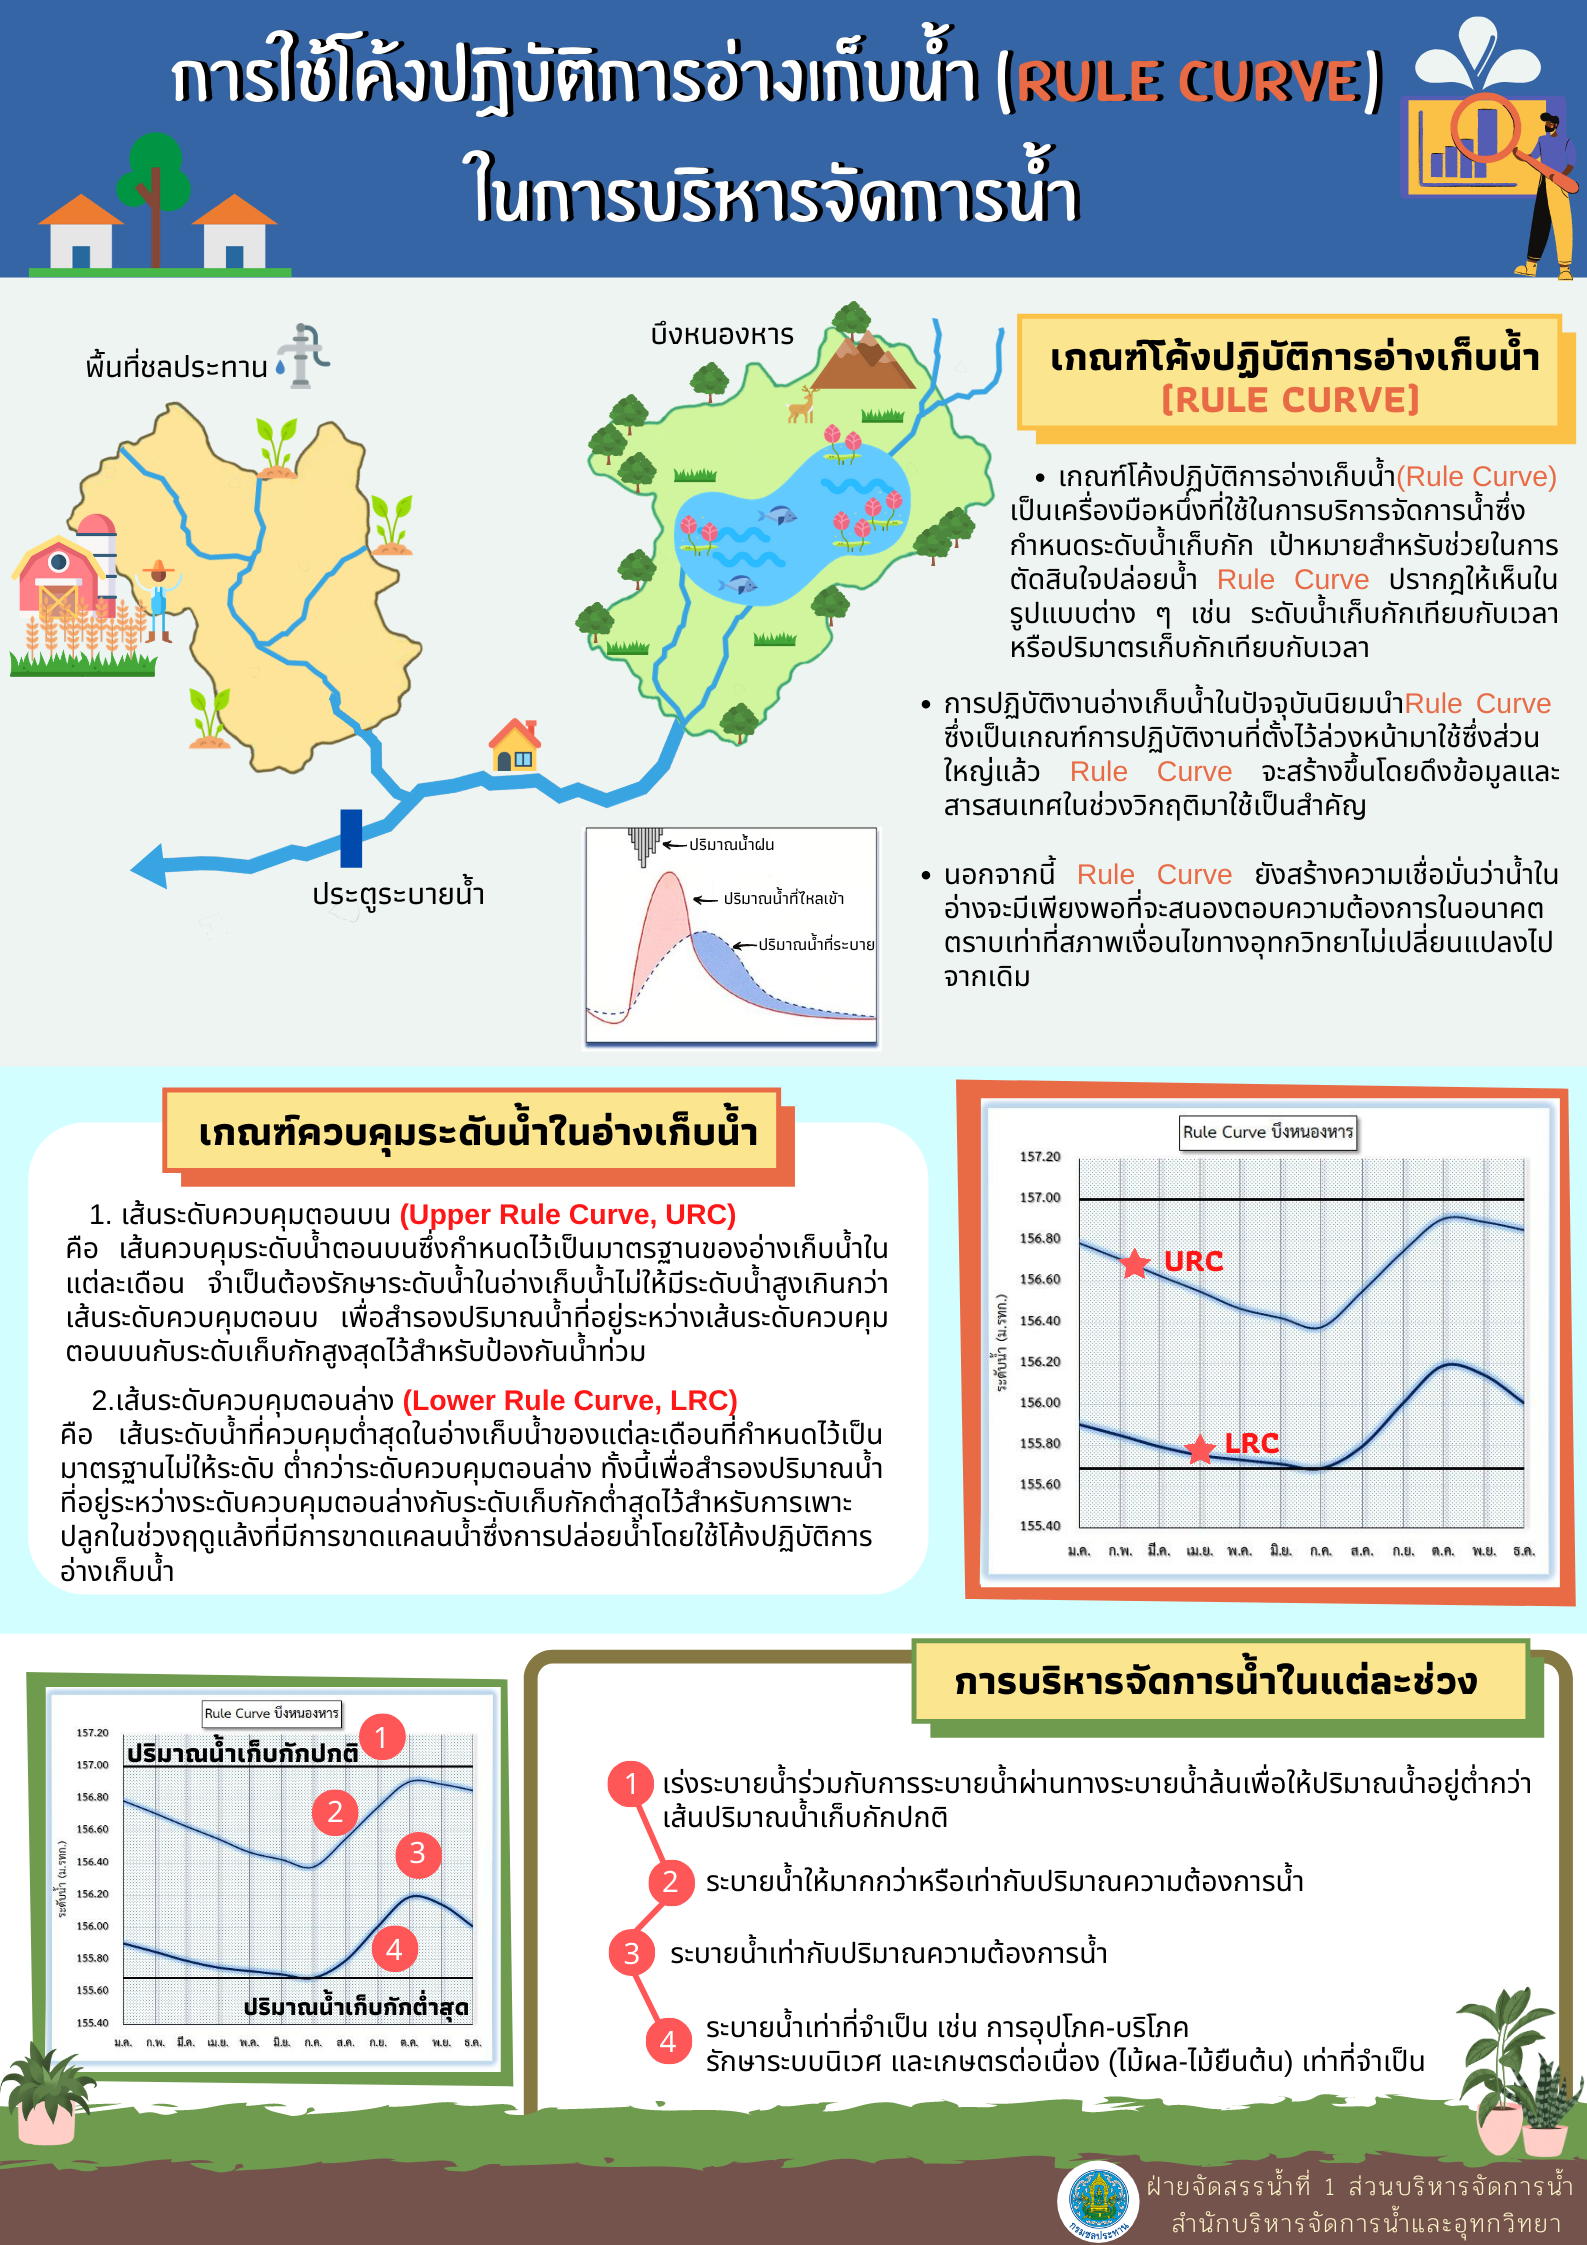 การใช้โค้งปฏิบัติการอ่างเก็บน้ำ (RULE CURVE)
ในการบริหารจัดการน้ำ
พื้นที่ชลประทาน
บึงหนองหาร
ประตูระบายน้ำ
ปริมาณน้ำฝน
ปริมาณน้ำที่ไหลเข้า
ปริมาณน้ำที่ระบาย
เกณฑ์โค้งปฏิบัติการอ่างเก็บน้ำ
(RULE CURVE)
• เกณฑ์โค้งปฏิบัติการอ่างเก็บน้ำ(Rule Curve)
เป็นเครื่องมือหนึ่งที่ใช้ในการบริการจัดการน้ำซึ่ง
กำหนดระดับน้ำเก็บกัก เป้าหมายสำหรับช่วยในการ
ตัดสินใจปล่อยน้ำ Rule Curve ปรากฎให้เห็นใน
รูปแบบต่าง ๆ เช่น ระดับน้ำเก็บกักเทียบกับเวลา
หรือปริมาตรเก็บกักเทียบกับเวลา
• การปฏิบัติงานอ่างเก็บน้ำในปัจจุบันนิยมนำRule Curve
ซึ่งเป็นเกณฑ์การปฏิบัติงานที่ตั้งไว้ล่วงหน้ามาใช้ซึ่งส่วน
ใหญ่แล้ว Rule Curve จะสร้างขึ้นโดยดึงข้อมูลและ
สารสนเทศในช่วงวิกฤติมาใช้เป็นสำคัญ
• นอกจากนี้ Rule Curve ยังสร้างความเชื่อมั่นว่าน้ำใน
อ่างจะมีเพียงพอที่จะสนองตอบความต้องการในอนาคต
ตราบเท่าที่สภาพเงื่อนไขทางอุทกวิทยาไม่เปลี่ยนแปลงไป
จากเดิม
เกณฑ์ควบคุมระดับน้ำในอ่างเก็บน้ำ
1. เส้นระดับควบคุมตอนบน (Upper Rule Curve, URC)
คือ เส้นควบคุมระดับน้ำตอนบนซึ่งกำหนดไว้เป็นมาตรฐานของอ่างเก็บน้ำใน
แต่ละเดือน จำเป็นต้องรักษาระดับน้ำในอ่างเก็บน้ำไม่ให้มีระดับน้ำสูงเกินกว่า
เส้นระดับควบคุมตอนบ เพื่อสำรองปริมาณน้ำที่อยู่ระหว่างเส้นระดับควบคุม
ตอนบนกับระดับเก็บกักสูงสุดไว้สำหรับป้องกันน้ำท่วม
2.เส้นระดับควบคุมตอนล่าง (Lower Rule Curve, LRC)
คือ เส้นระดับน้ำที่ควบคุมต่ำสุดในอ่างเก็บน้ำของแต่ละเดือนที่กำหนดไว้เป็น
มาตรฐานไม่ให้ระดับ ต่ำกว่าระดับควบคุมตอนล่าง ทั้งนี้เพื่อสำรองปริมาณน้ำ
ที่อยู่ระหว่างระดับควบคุมตอนล่างกับระดับเก็บกักต่ำสุดไว้สำหรับการเพาะ
ปลูกในช่วงฤดูแล้งที่มีการขาดแคลนน้ำซึ่งการปล่อยน้ำโดยใช้โค้งปฏิบัติการ
อ่างเก็บน้ำ
Rule Curve บึงหนองหาร
157.20
157.00
156.80
156.60
156.40
156.20
156.00
155.80
155.60
155.40
ระดับน้ำ (ม.รทก.)
URC
LRC
ม.ค. ก.พ. มี.ค. เม.ย. พ.ค. มิ.ย. ก.ค. ส.ค. ก.ย. ต.ค. พ.ย. ธ.ค.
Rule Curve บึงหนองหาร
157.20
157.00
156.80
156.60
156.40
156.20
156.00
155.80
155.60
155.40
ระดับน้ำ (ม.รทก.)
ปริมาณน้ำเก็บกักปกติ
1
2
3
4
ปริมาณน้ำเก็บกักต่ำสุด
ม.ค. ก.พ. มี.ค. เม.ย. พ.ค. มิ.ย. ก.ค. ส.ค. ก.ย. ต.ค. พ.ย. ธ.ค.
การบริหารจัดการน้ำในแต่ละช่วง
1 เร่งระบายน้ำร่วมกับการระบายน้ำผ่านทางระบายน้ำล้นเพื่อให้ปริมาณน้ำอยู่ต่ำกว่า
เส้นปริมาณน้ำเก็บกักปกติ
2 ระบายน้ำให้มากกว่าหรือเท่ากับปริมาณความต้องการน้ำ
3 ระบายน้ำเท่ากับปริมาณความต้องการน้ำ
4 ระบายน้ำเท่าที่จำเป็น เช่น การอุปโภค-บริโภค
รักษาระบบนิเวศ และเกษตรต่อเนื่อง (ไม้ผล-ไม้ยืนต้น) เท่าที่จำเป็น
กรมชลประทาน
ฝ่ายจัดสรรน้ำที่ 1 ส่วนบริหารจัดการน้ำ
สำนักบริหารจัดการน้ำและอุทกวิทยา